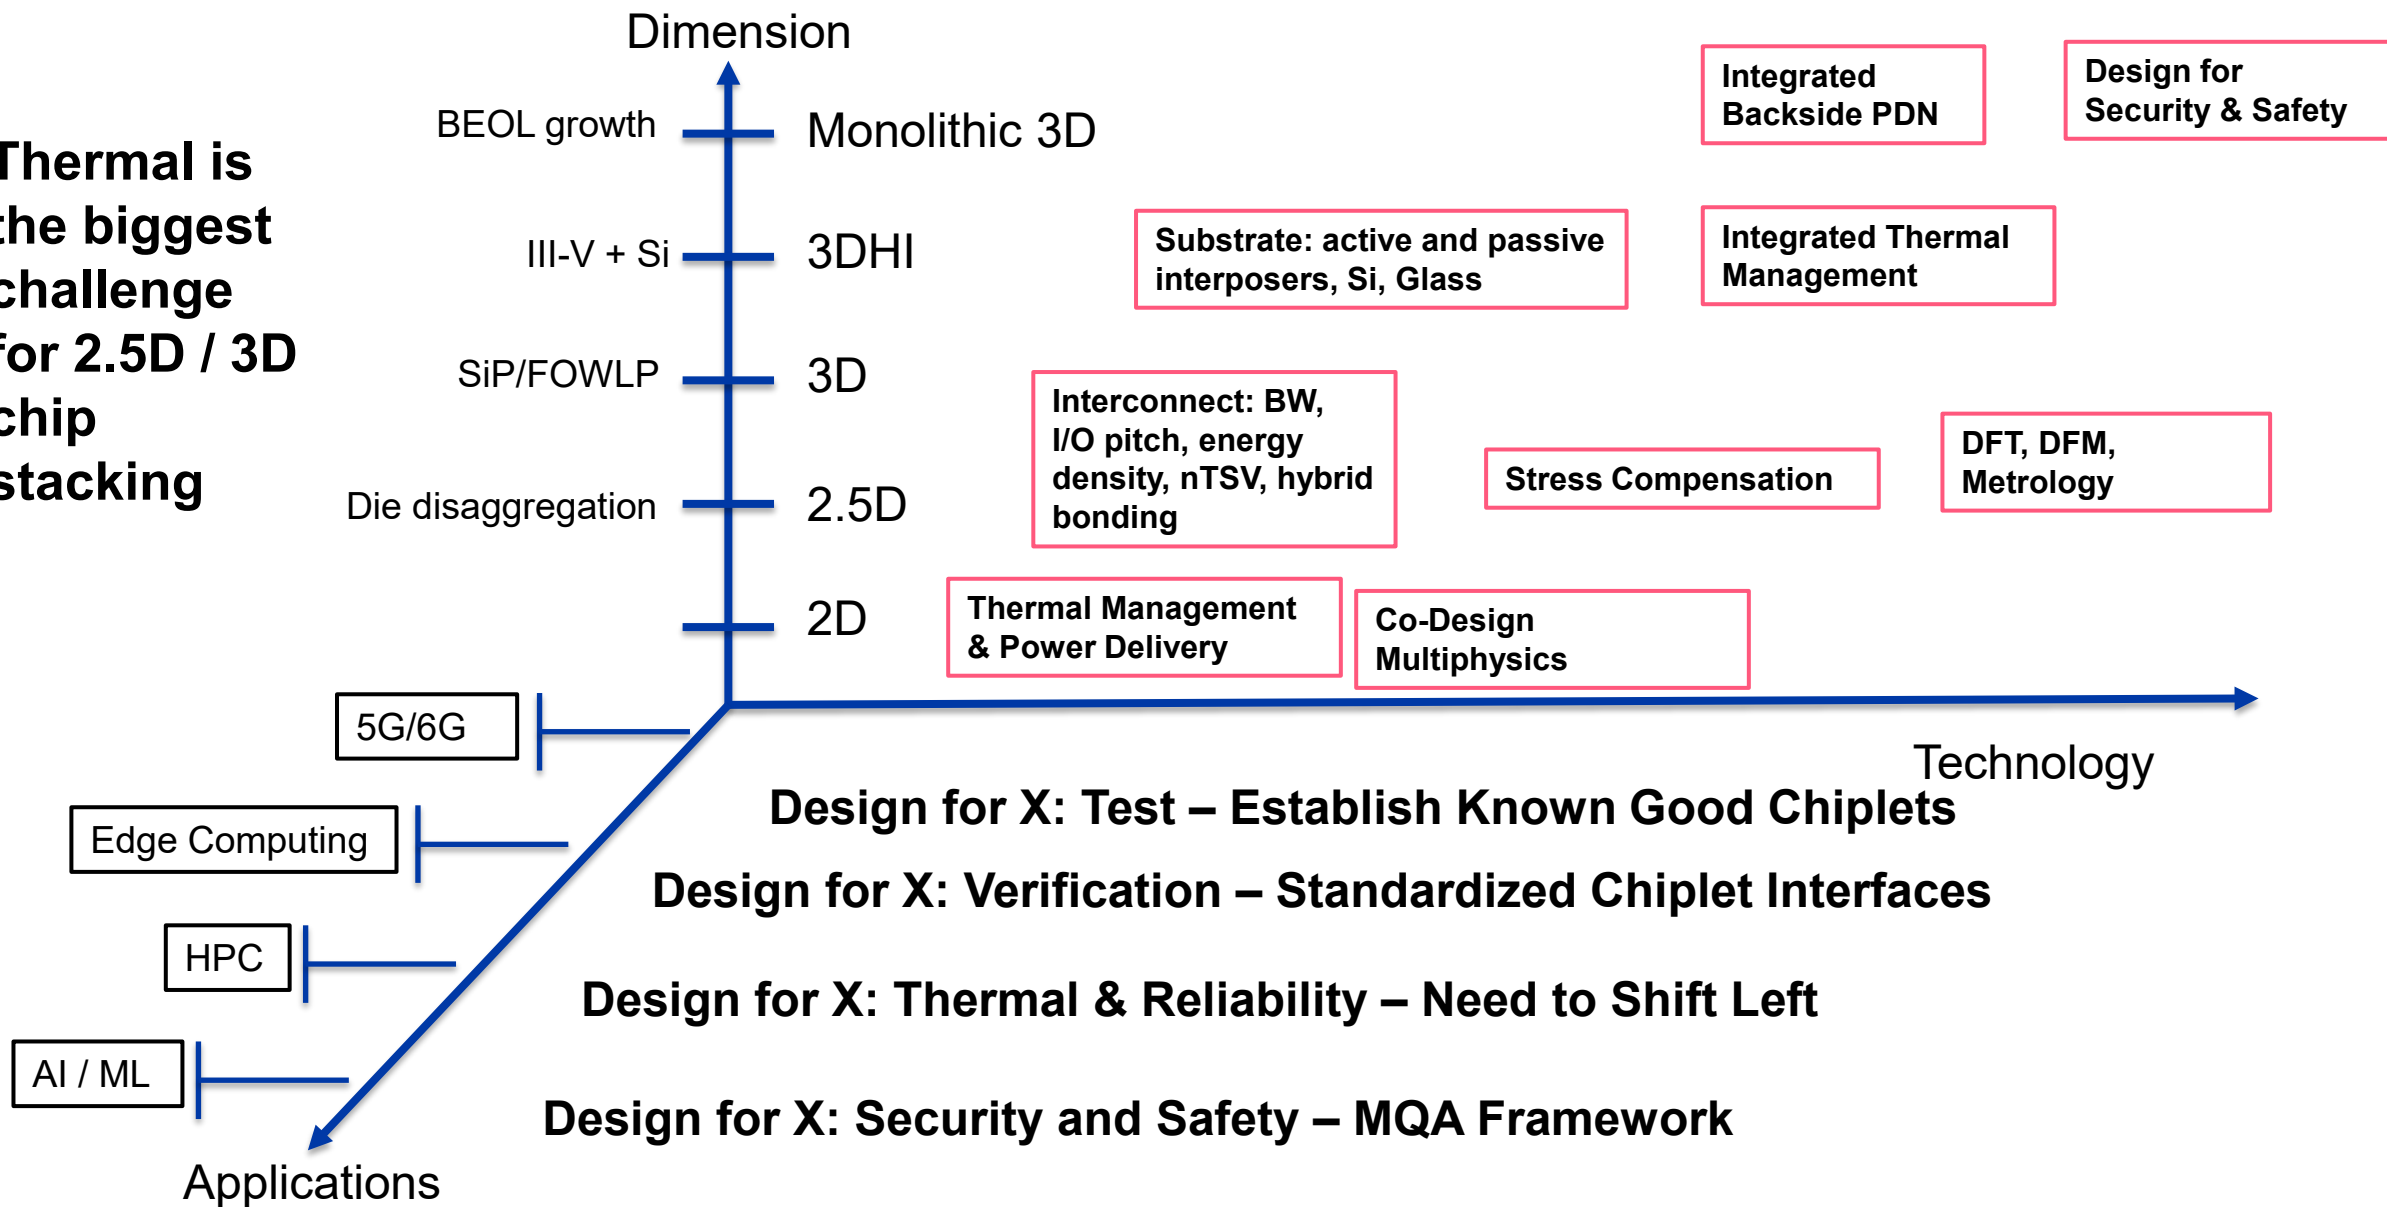 Dimension
Thermal is
the biggest
challenge
for 2.5D / 3D
chip
stacking
BEOL growth
Monolithic 3D
III-V + Si
3DHI
SiP/FOWLP
3D
Die disaggregation
2.5D
2D
Integrated
Backside PDN
Design for
Security & Safety
Substrate: active and passive
interposers, Si, Glass
Integrated Thermal
Management
Interconnect: BW,
I/O pitch, energy
density, nTSV, hybrid
bonding
Stress Compensation
DFT, DFM,
Metrology
Thermal Management
& Power Delivery
Co-Design
Multiphysics
Technology
5G/6G
Edge Computing
HPC
AI / ML
Applications
Design for X: Test – Establish Known Good Chiplets
Design for X: Verification – Standardized Chiplet Interfaces
Design for X: Thermal & Reliability – Need to Shift Left
Design for X: Security and Safety – MQA Framework